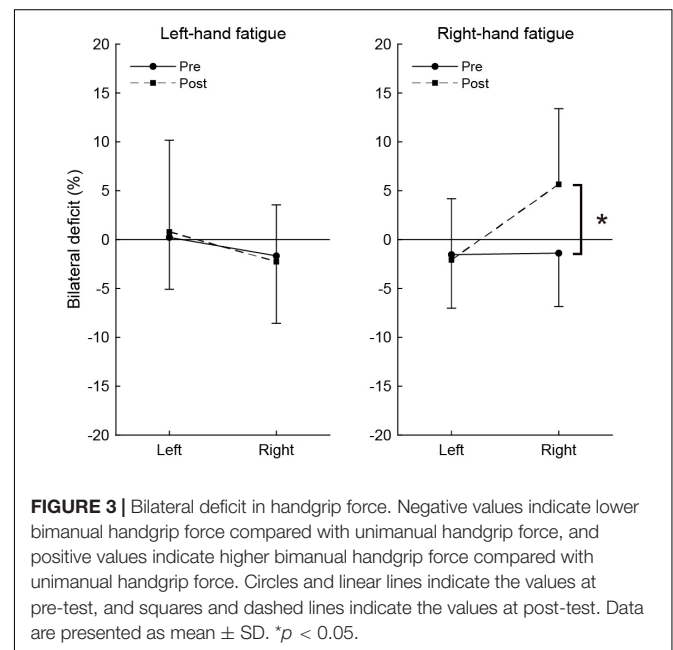 Left-hand fatigue
Right-hand fatigue
Pre
Post
Pre
Post
Bilateral deficit (%)
20
15
10
5
0
-5
-10
-15
-20
Left
Right
20
15
10
5
0
-5
-10
-15
-20
*
Left
Right
FIGURE 3 | Bilateral deficit in handgrip force. Negative values indicate lower
bimanual handgrip force compared with unimanual handgrip force, and
positive values indicate higher bimanual handgrip force compared with
unimanual handgrip force. Circles and linear lines indicate the values at
pre-test, and squares and dashed lines indicate the values at post-test. Data
are presented as mean ± SD. *p < 0.05.